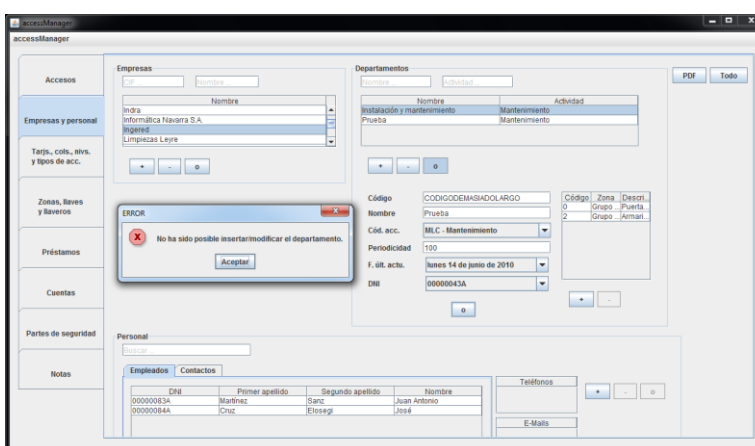 accessManager
accessManager
Accesos
Empresas y personal
Tarjs., cols., nivs.
y tipos de acc.
Zonas, llaves
y llaveros
Préstamos
Cuentas
Partes de seguridad
Notas
Empresas
CIF
Nombre
Nombre
Indra
Informática Navarra S.A.
Ingered
Limpiezas Leyre
+ - o
Departamentos
Nombre
Actividad
Nombre Actividad
Instalación y mantenimiento Mantenimiento
Prueba Mantenimiento
+ - o
PDF Todo
Código CODIGODEMASIADOLARGO
Nombre Prueba
Cód. acc. MLC - Mantenimiento
Periodicidad 100
F. últ. actu. lunes 14 de junio de 2010
DNI 00000043A
o
Código Zona Descri...
0 Grupo ... Puerta...
2 Grupo ... Armari...
+ -
ERROR
No ha sido posible insertar/modificar el departamento.
Aceptar
Personal
Buscar...
Empleados Contactos
DNI Primer apellido Segundo apellido Nombre
00000083A Martínez Sanz Juan Antonio
00000084A Cruz Elosegi José
Teléfonos
E-Mails
+ - o